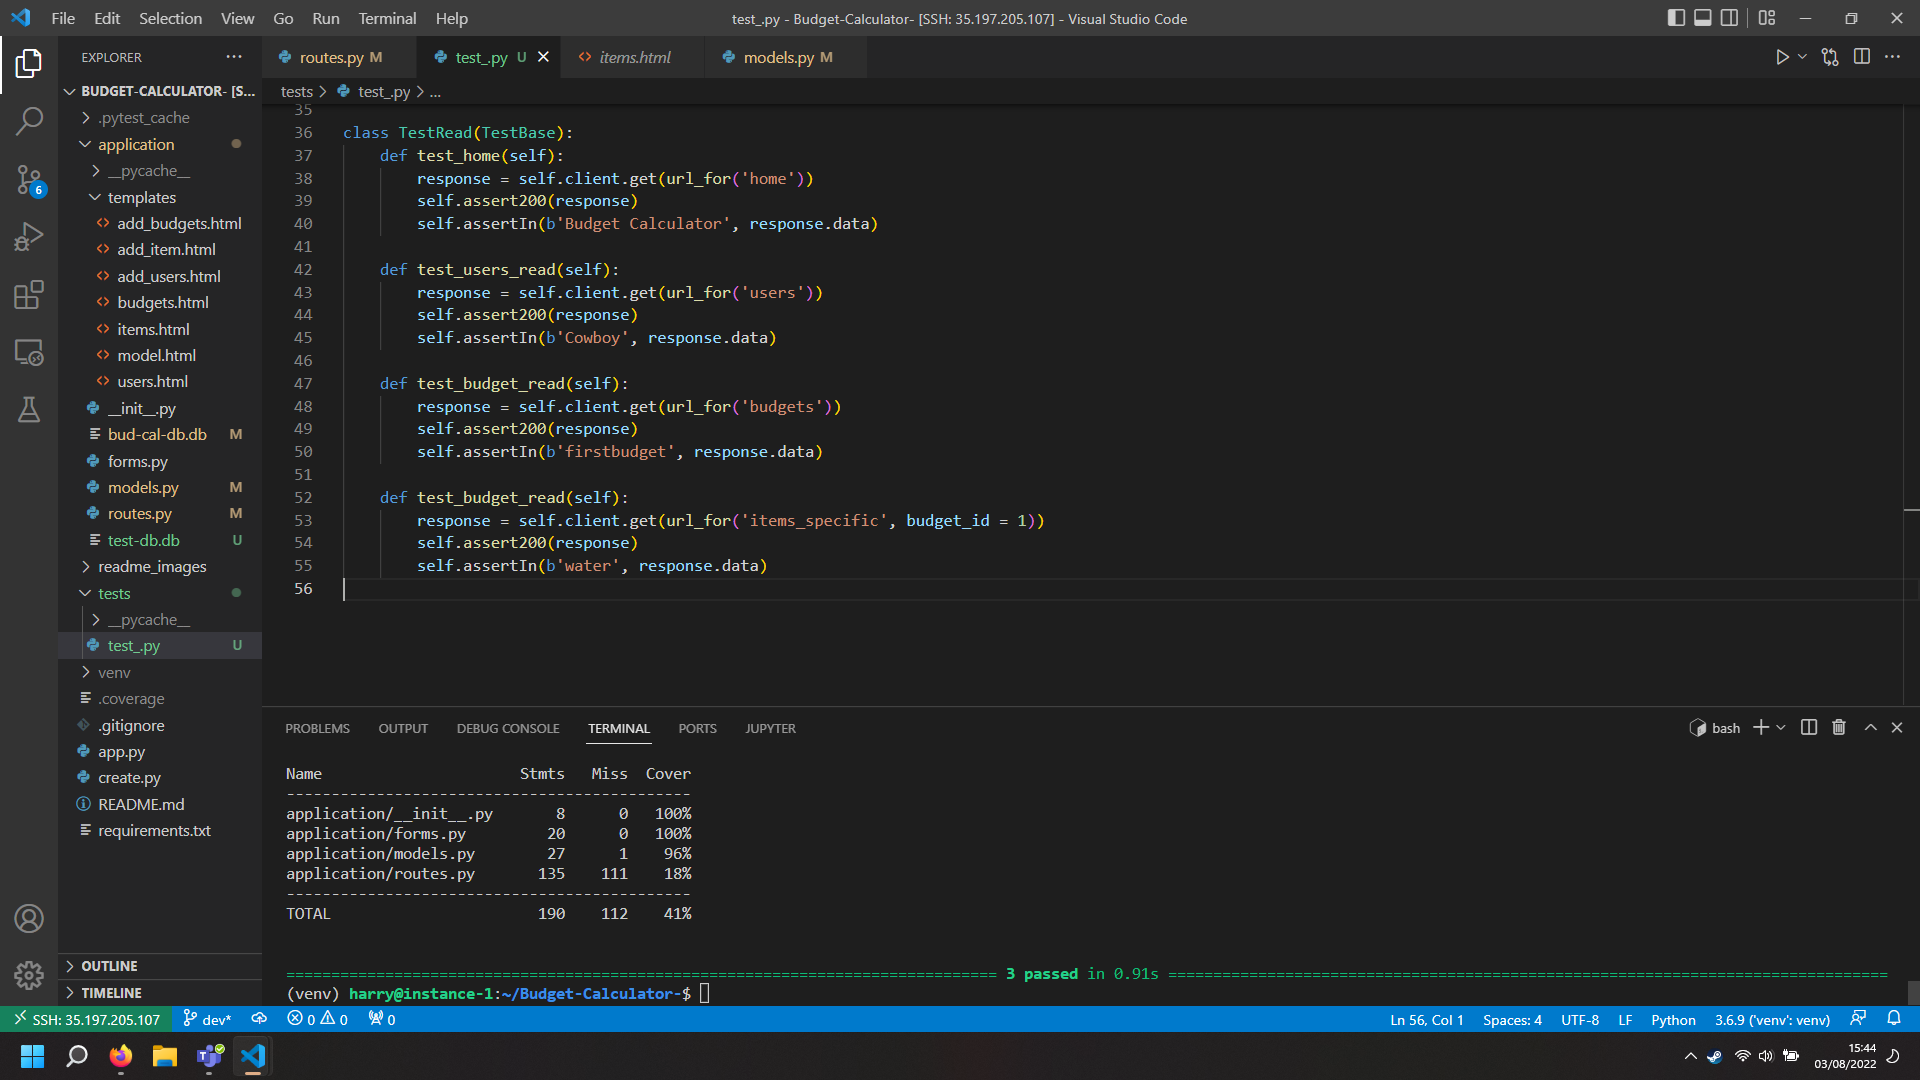 File Edit Selection View Go Run Terminal Help
test_.py - Budget-Calculator- [SSH: 35.197.205.107] - Visual Studio Code
EXPLORER
routes.py M
test_.py U
items.html
models.py M
BUDGET-CALCULATOR- [S...
.pytest_cache
application
__pycache__
templates
add_budgets.html
add_item.html
add_users.html
budgets.html
items.html
model.html
users.html
__init__.py
bud-cal-db.db M
forms.py
models.py M
routes.py M
test-db.db U
readme_images
tests
__pycache__
test_.py U
venv
.coverage
.gitignore
app.py
create.py
README.md
requirements.txt
OUTLINE
TIMELINE
6
tests > test_.py > ...
35
36 class TestRead(TestBase):
37     def test_home(self):
38         response = self.client.get(url_for('home'))
39         self.assert200(response)
40         self.assertIn(b'Budget Calculator', response.data)
41
42     def test_users_read(self):
43         response = self.client.get(url_for('users'))
44         self.assert200(response)
45         self.assertIn(b'Cowboy', response.data)
46
47     def test_budget_read(self):
48         response = self.client.get(url_for('budgets'))
49         self.assert200(response)
50         self.assertIn(b'firstbudget', response.data)
51
52     def test_budget_read(self):
53         response = self.client.get(url_for('items_specific', budget_id = 1))
54         self.assert200(response)
55         self.assertIn(b'water', response.data)
56
PROBLEMS OUTPUT DEBUG CONSOLE TERMINAL PORTS JUPYTER
bash
Name Stmts Miss Cover
---------------------------------------------
application/__init__.py 8 0 100%
application/forms.py 20 0 100%
application/models.py 27 1 96%
application/routes.py 135 111 18%
---------------------------------------------
TOTAL 190 112 41%
=============================================================================== 3 passed in 0.91s ================================================================================
(venv) harry@instance-1:~/Budget-Calculator-$
SSH: 35.197.205.107 dev* 0 0 0
Ln 56, Col 1 Spaces: 4 UTF-8 LF Python 3.6.9 ('venv': venv)
15:44
03/08/2022